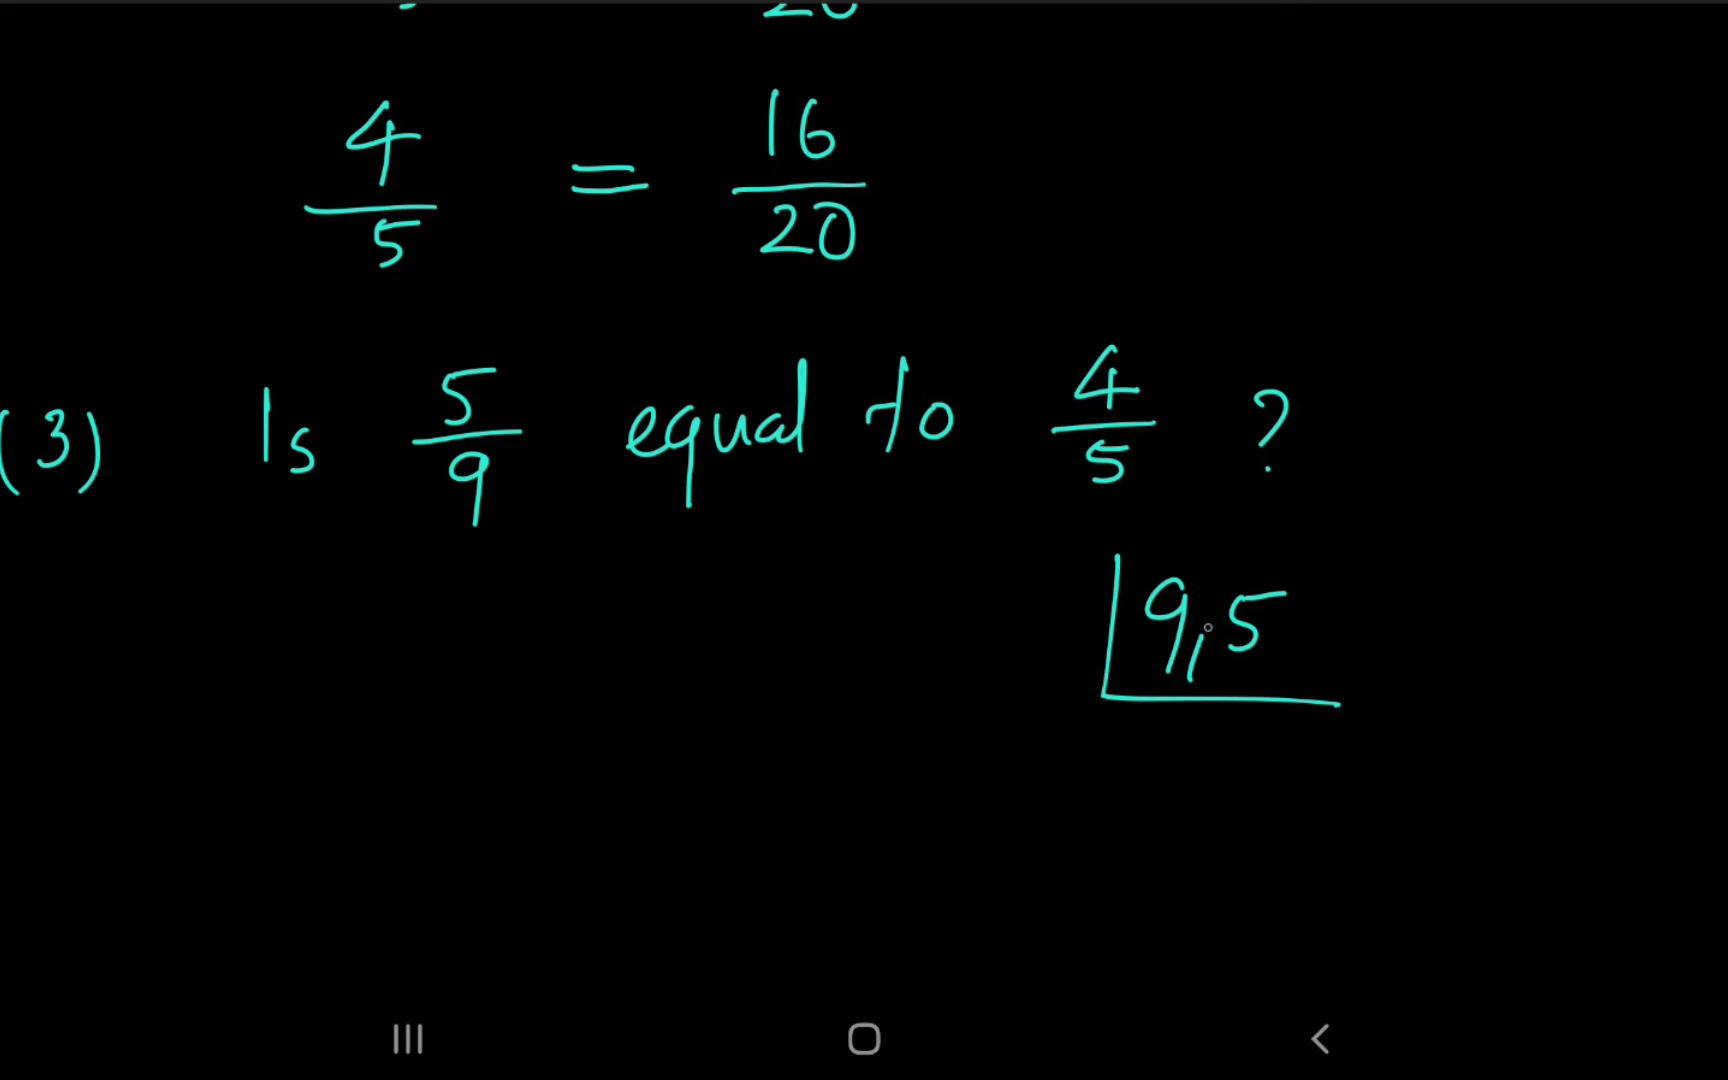 4/5 = 16/20
(3) Is 5/9 equal to 4/5 ?
9,5